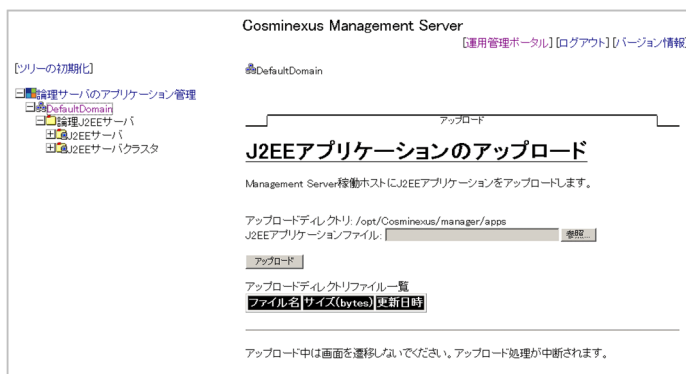 Cosminexus Management Server
[運用管理ポータル] [ログアウト] [バージョン情報]
[ツリーの初期化]
論理サーバのアプリケーション管理
DefaultDomain
論理J2EEサーバ
J2EEサーバ
J2EEサーバクラスタ
DefaultDomain
アップロード
J2EEアプリケーションのアップロード
Management Server稼働ホストにJ2EEアプリケーションをアップロードします。
アップロードディレクトリ: /opt/Cosminexus/manager/apps
J2EEアプリケーションファイル: 参照...
アップロード
アップロードディレクトリファイル一覧
ファイル名 サイズ(bytes) 更新日時
アップロード中は画面を遷移しないでください。アップロード処理が中断されます。